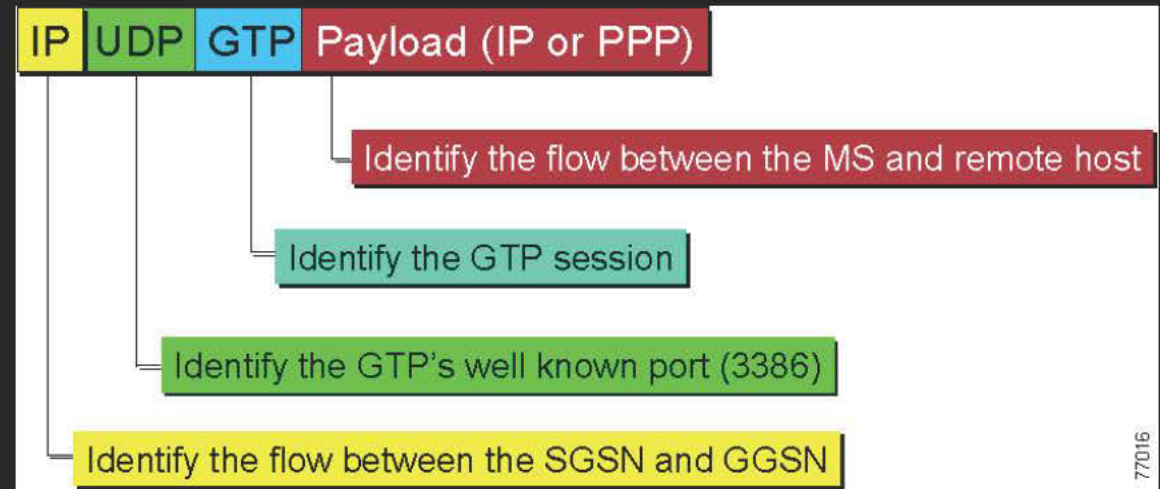 IP UDP GTP Payload (IP or PPP)
Identify the flow between the MS and remote host
Identify the GTP session
Identify the GTP's well known port (3386)
Identify the flow between the SGSN and GGSN
77016